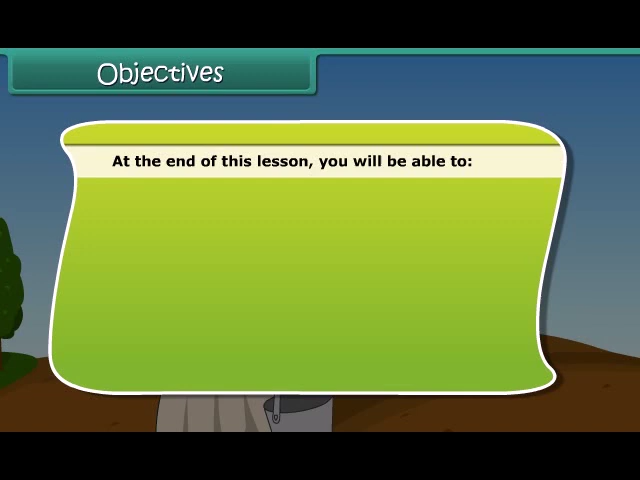 Objectives
At the end of this lesson, you will be able to: